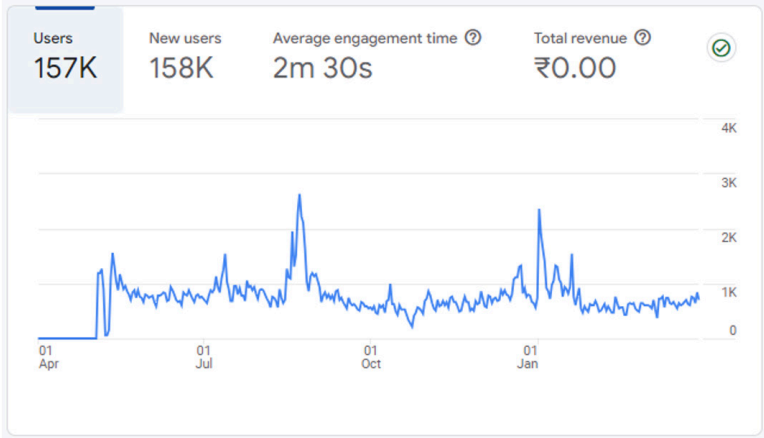 Users
157K
New users
158K
Average engagement time
2m 30s
Total revenue
₹0.00
4K
3K
2K
1K
0
01
Apr
01
Jul
01
Oct
01
Jan